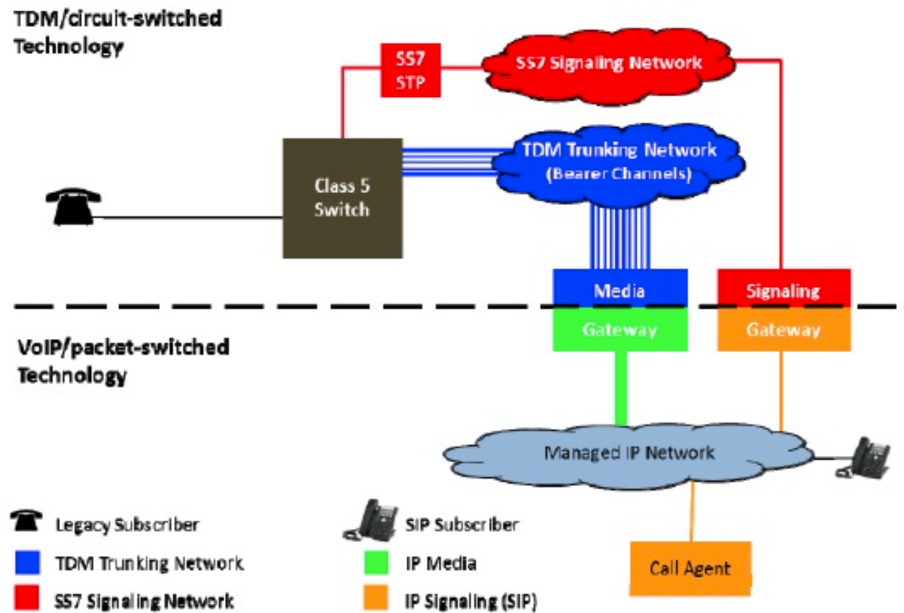 TDM/circuit-switched
Technology
SS7
STP
SS7 Signaling Network
TDM Trunking Network
(Bearer Channels)
Class 5
Switch
Media
Gateway
Signaling
Gateway
VoIP/packet-switched
Technology
Managed IP Network
Call Agent
Legacy Subscriber
TDM Trunking Network
SS7 Signaling Network
SIP Subscriber
IP Media
IP Signaling (SIP)